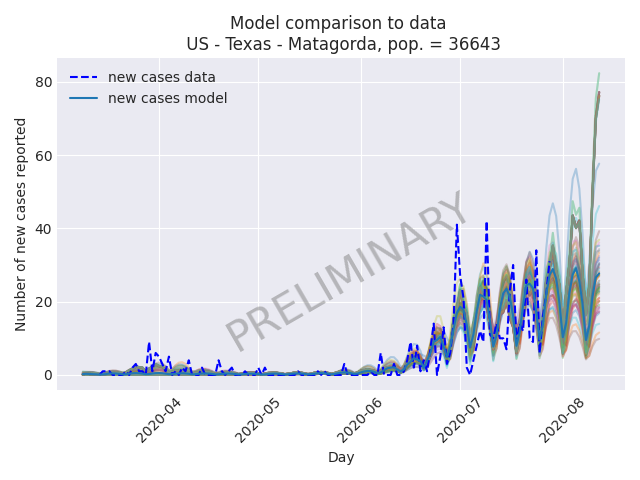 Model comparison to data
US - Texas - Matagorda, pop. = 36643
new cases data
new cases model
Number of new cases reported
80
60
40
20
0
PRELIMINARY
2020-04
2020-05
2020-06
2020-07
2020-08
Day